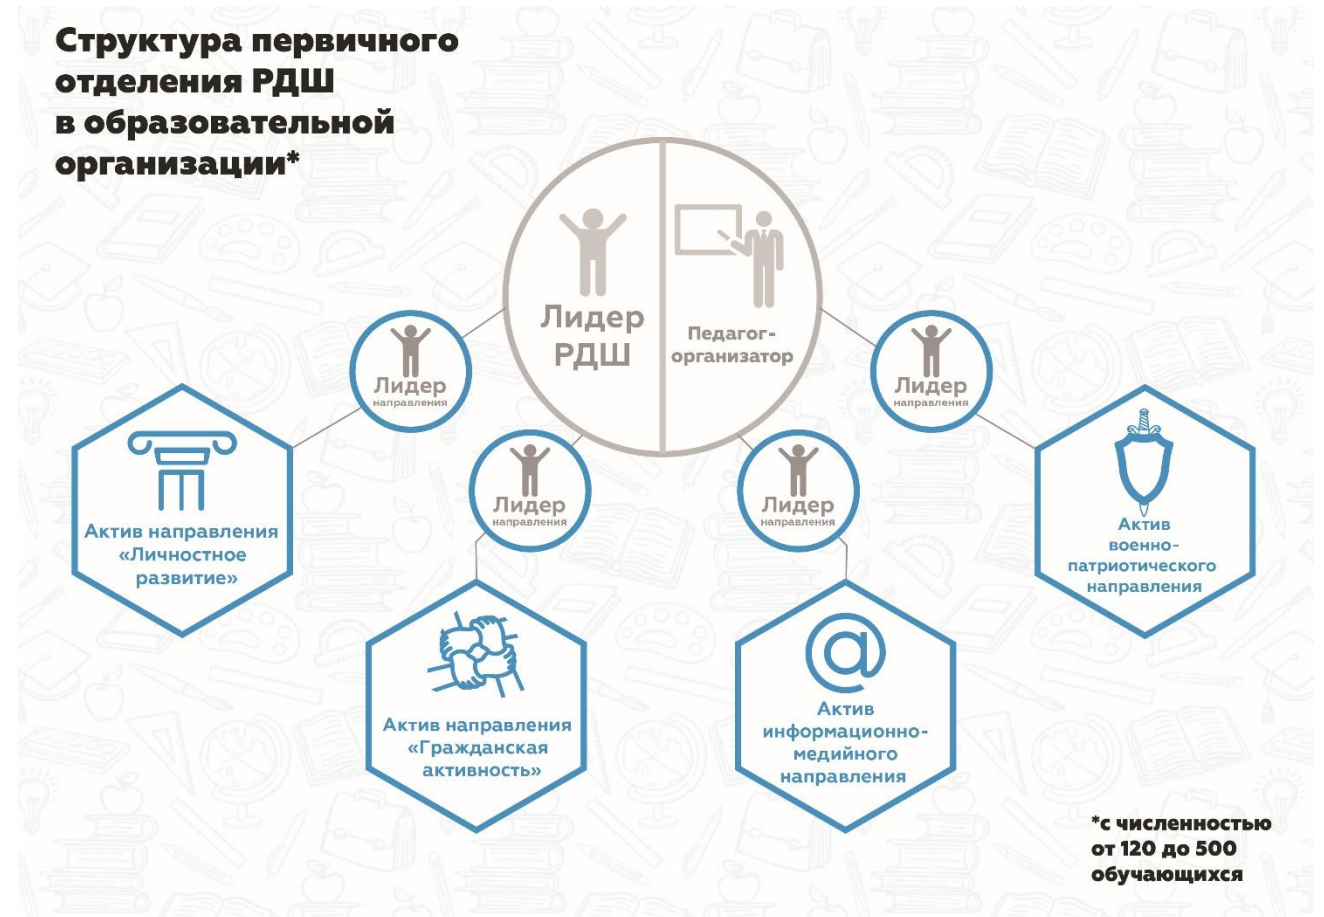 Структура первичного
отделения РДШ
в образовательной
организации*
Лидер
РДШ
Педагог-
организатор
Лидер
направления
Лидер
направления
Лидер
направления
Лидер
направления
Актив направления
«Личностное
развитие»
Актив направления
«Гражданская
активность»
Актив
информационно-
медийного
направления
Актив
военно-
патриотического
направления
*с численностью
от 120 до 500
обучающихся